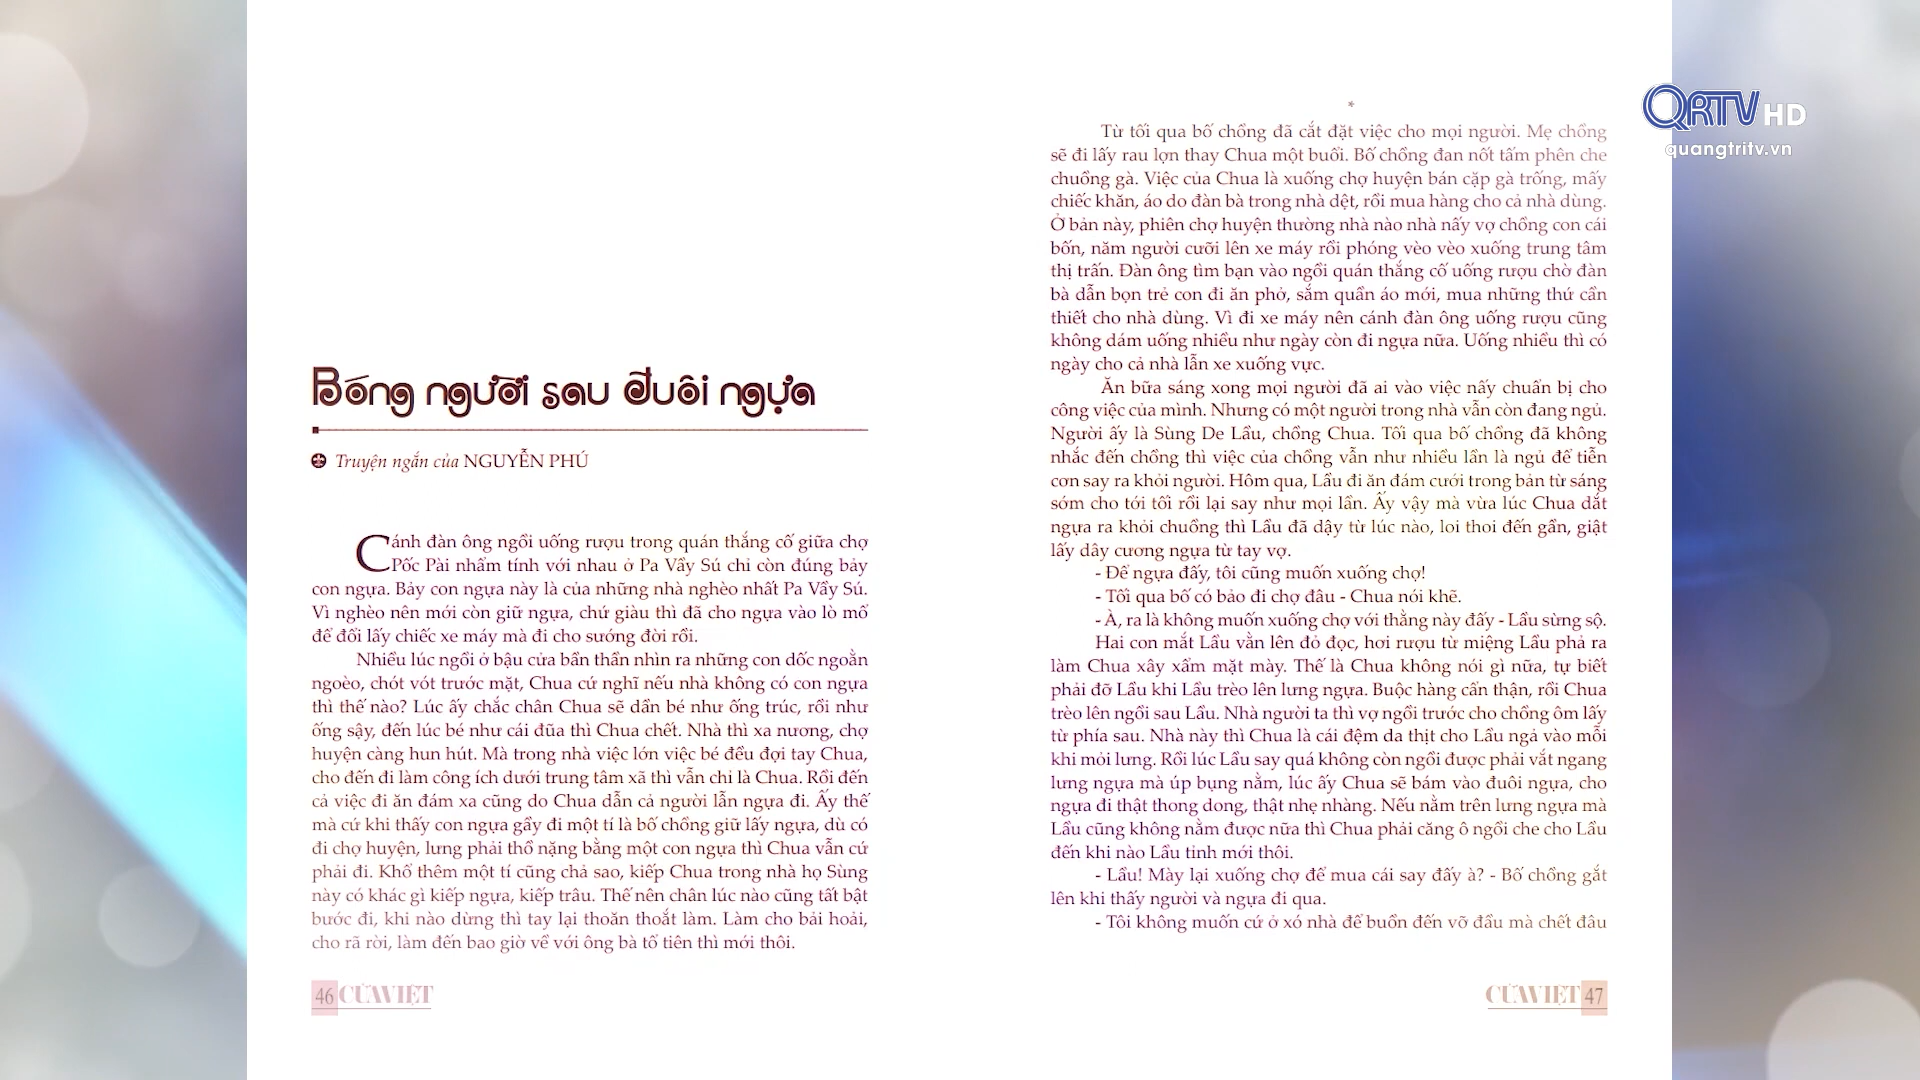 Bóng người sau đuôi ngựa
Truyện ngắn của NGUYỄN PHÚ
Cánh đàn ông ngồi uống rượu trong quán thắng cố giữa chợ
Pốc Pài nhẩm tính với nhau ở Pa Vầy Sú chỉ còn đúng bảy
con ngựa. Bảy con ngựa này là của những nhà nghèo nhất Pa Vầy Sú.
Vì nghèo nên mới còn giữ ngựa, chứ giàu thì đã cho ngựa vào lò mổ
để đổi lấy chiếc xe máy mà đi cho sướng đời rồi.
Nhiều lúc ngồi ở bậu cửa bần thần nhìn ra những con dốc ngoằn
ngoèo, chót vót trước mặt, Chua cứ nghĩ nếu nhà không có con ngựa
thì thế nào? Lúc ấy chắc chân Chua sẽ dần bé như ống trúc, rồi như
ống sậy, đến lúc bé như cái đũa thì Chua chết. Nhà thì xa nương, chợ
huyện càng hun hút. Mà trong nhà việc lớn việc bé đều đợi tay Chua,
cho đến đi làm công ích dưới trung tâm xã thì vẫn chỉ là Chua. Rồi đến
cả việc đi ăn đám xa cũng do Chua dẫn cả người lẫn ngựa đi. Ấy thế
mà cứ khi thấy con ngựa gầy đi một tí là bố chồng giữ lấy ngựa, dù có
đi chợ huyện, lưng phải thồ nặng bằng một con ngựa thì Chua vẫn cứ
phải đi. Khổ thêm một tí cũng chả sao, kiếp Chua trong nhà họ Sùng
này có khác gì kiếp ngựa, kiếp trâu. Thế nên chân lúc nào cũng tất bật
bước đi, khi nào dừng thì tay lại thoăn thoắt làm. Làm cho bải hoải,
cho rã rời, làm đến bao giờ về với ông bà tổ tiên thì mới thôi.
46 CỬA VIỆT
*
Từ tối qua bố chồng đã cắt đặt việc cho mọi người. Mẹ chồng
sẽ đi lấy rau lợn thay Chua một buổi. Bố chồng đan nốt tấm phên che
chuồng gà. Việc của Chua là xuống chợ huyện bán cặp gà trống, mấy
chiếc khăn, áo do đàn bà trong nhà dệt, rồi mua hàng cho cả nhà dùng.
Ở bản này, phiên chợ huyện thường nhà nào nhà nấy vợ chồng con cái
bốn, năm người cưỡi lên xe máy rồi phóng vèo vèo xuống trung tâm
thị trấn. Đàn ông tìm bạn vào ngồi quán thắng cố uống rượu chờ đàn
bà dẫn bọn trẻ con đi ăn phở, sắm quần áo mới, mua những thứ cần
thiết cho nhà dùng. Vì đi xe máy nên cánh đàn ông uống rượu cũng
không dám uống nhiều như ngày còn đi ngựa nữa. Uống nhiều thì có
ngày cho cả nhà lẫn xe xuống vực.
Ăn bữa sáng xong mọi người đã ai vào việc nấy chuẩn bị cho
công việc của mình. Nhưng có một người trong nhà vẫn còn đang ngủ.
Người ấy là Sùng De Lầu, chồng Chua. Tối qua bố chồng đã không
nhắc đến chồng thì việc của chồng vẫn như nhiều lần là ngủ để tiễn
cơn say ra khỏi người. Hôm qua, Lầu đi ăn đám cưới trong bản từ sáng
sớm cho tới tối rồi lại say như mọi lần. Ấy vậy mà vừa lúc Chua dắt
ngựa ra khỏi chuồng thì Lầu đã dậy từ lúc nào, loi thoi đến gần, giật
lấy dây cương ngựa từ tay vợ.
- Để ngựa đấy, tôi cũng muốn xuống chợ!
- Tối qua bố có bảo đi chợ đâu - Chua nói khẽ.
- À, ra là không muốn xuống chợ với thằng này đấy - Lầu sừng sộ.
Hai con mắt Lầu vằn lên đỏ đọc, hơi rượu từ miệng Lầu phả ra
làm Chua xây xẩm mặt mày. Thế là Chua không nói gì nữa, tự biết
phải đỡ Lầu khi Lầu trèo lên lưng ngựa. Buộc hàng cẩn thận, rồi Chua
trèo lên ngồi sau Lầu. Nhà người ta thì vợ ngồi trước cho chồng ôm lấy
từ phía sau. Nhà này thì Chua là cái đệm da thịt cho Lầu ngả vào mỗi
khi mỏi lưng. Rồi lúc Lầu say quá không còn ngồi được phải vắt ngang
lưng ngựa mà úp bụng nằm, lúc ấy Chua sẽ bám vào đuôi ngựa, cho
ngựa đi thật thong dong, thật nhẹ nhàng. Nếu nằm trên lưng ngựa mà
Lầu cũng không nằm được nữa thì Chua phải căng ô ngồi che cho Lầu
đến khi nào Lầu tỉnh mới thôi.
- Lầu! Mày lại xuống chợ để mua cái say đấy à? - Bố chồng gắt
lên khi thấy người và ngựa đi qua.
- Tôi không muốn cứ ở xó nhà để buồn đến vỡ đầu mà chết đâu
CỬA VIỆT 47
QRTV HD
quangtritv.vn